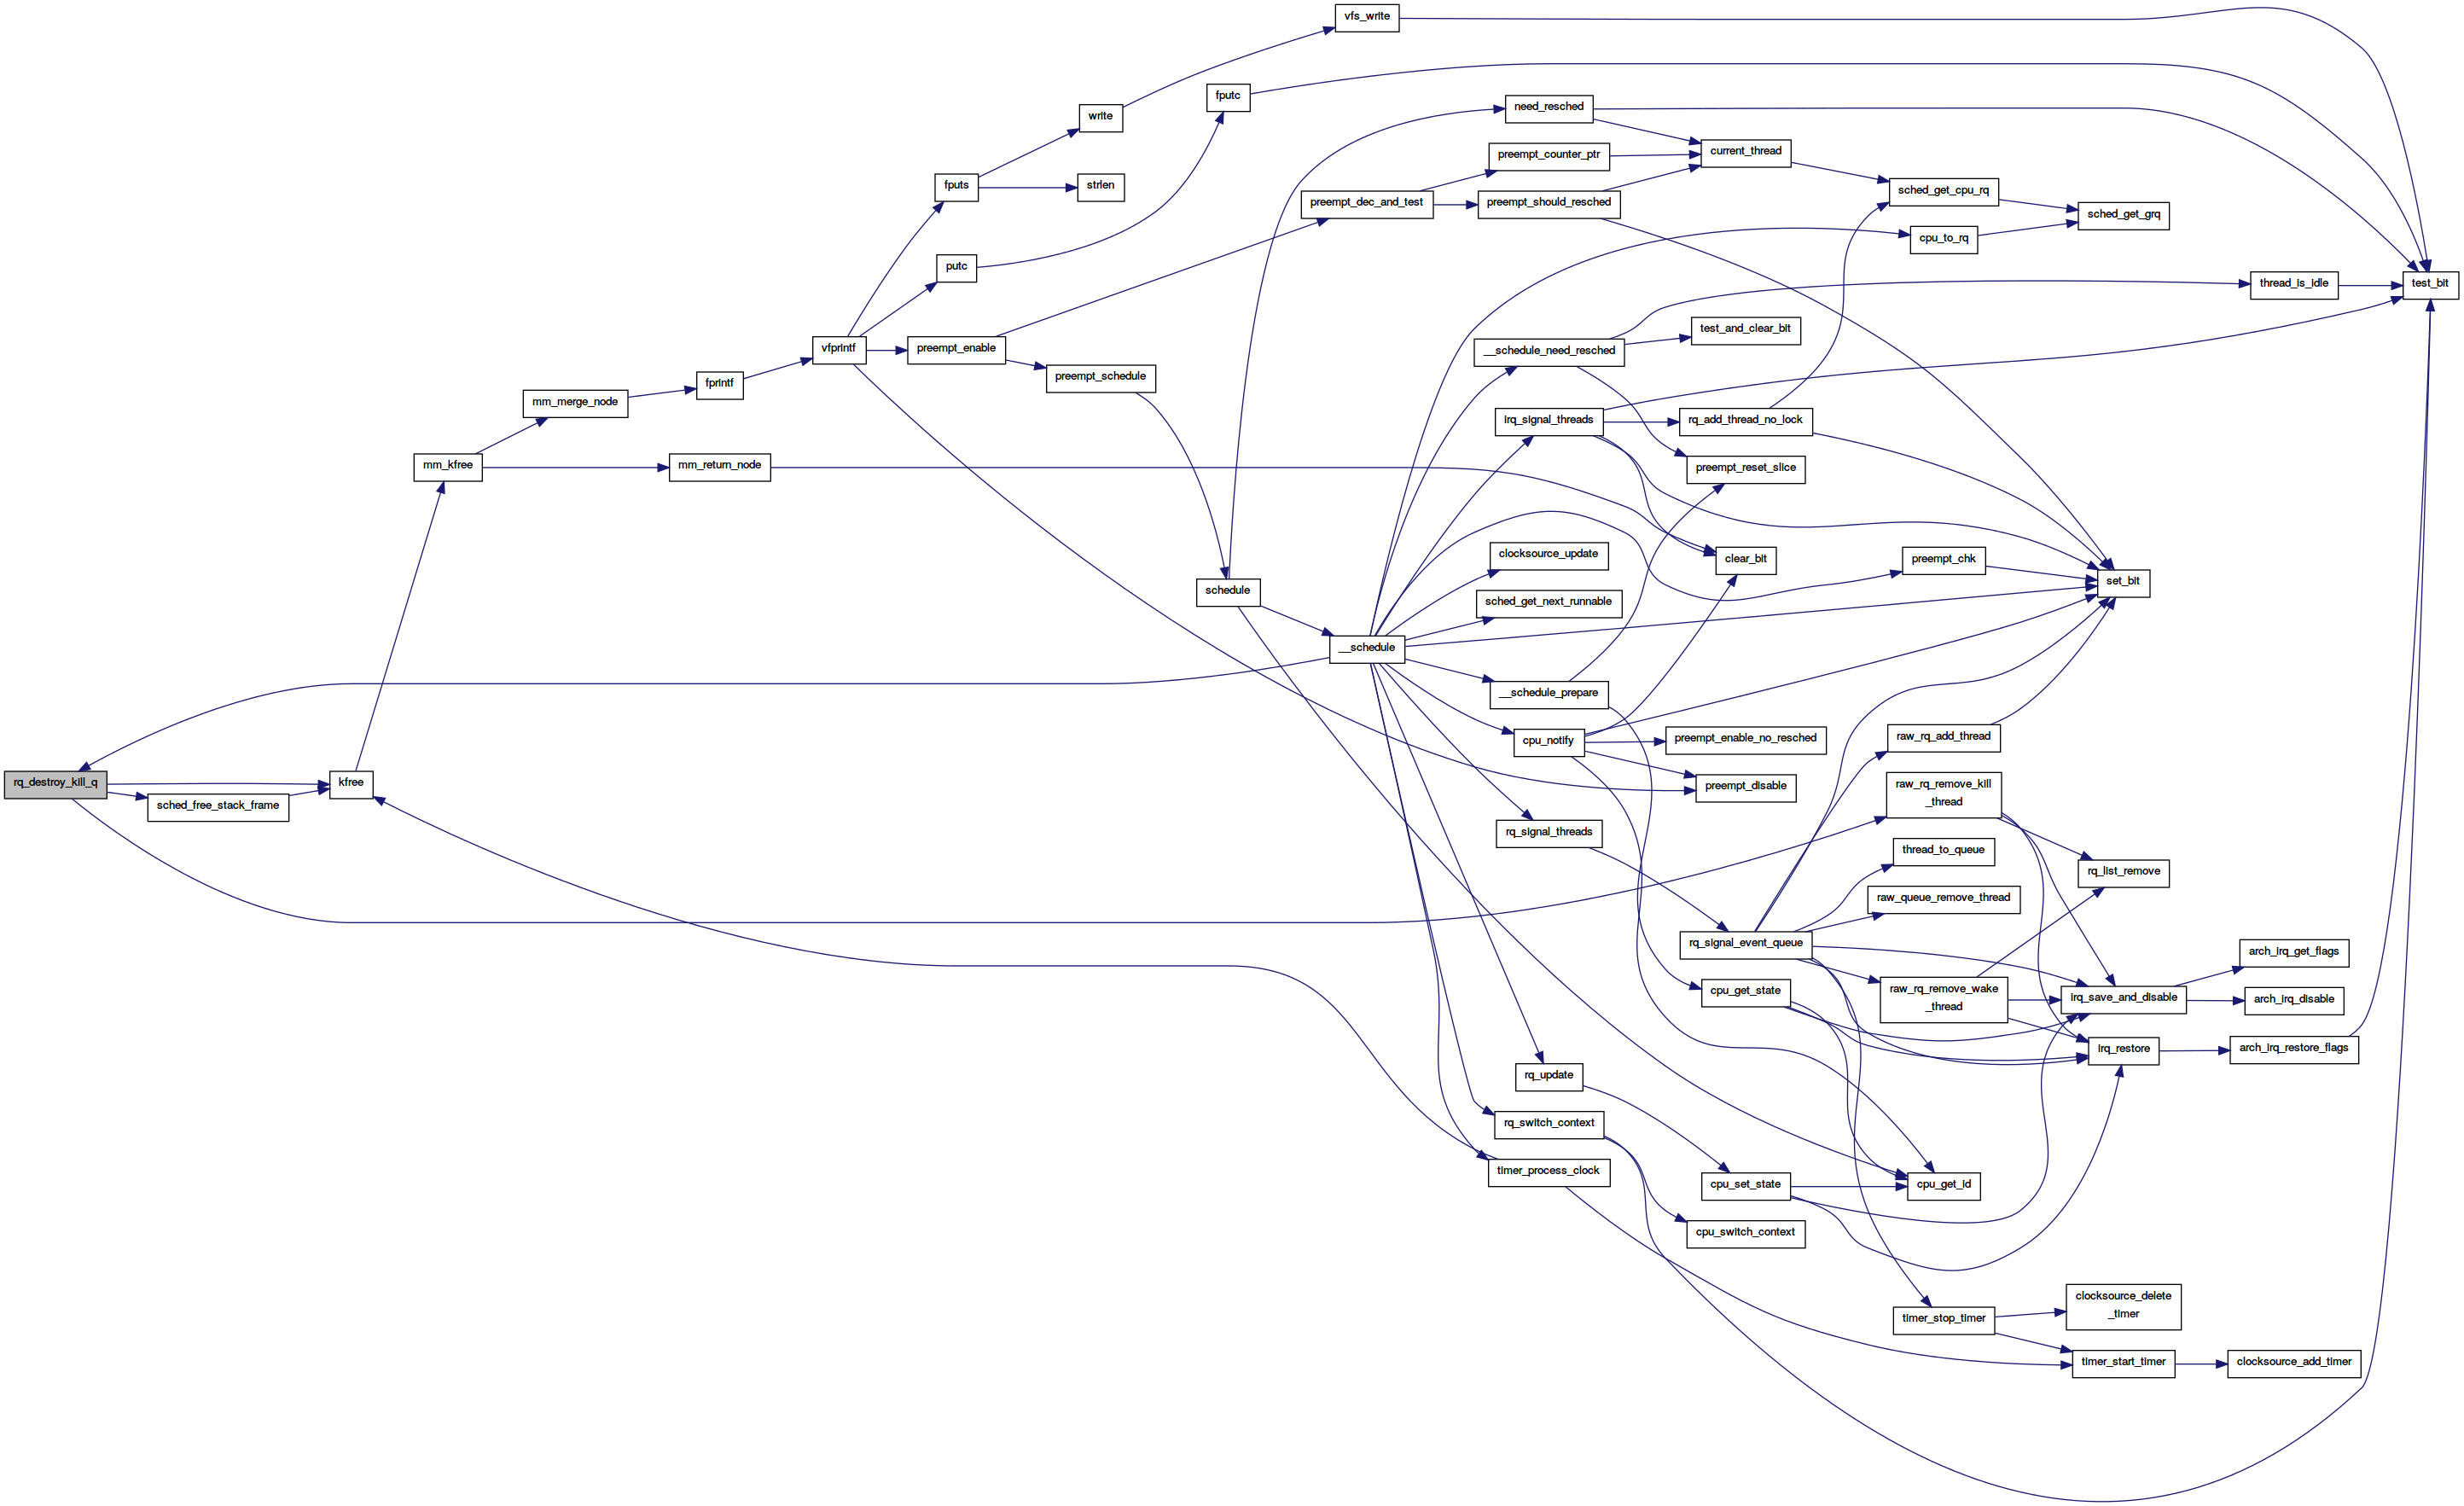 vfs_write
fputc
need_resched
write
preempt_counter_ptr
current_thread
fputs
strlen
sched_get_cpu_rq
preempt_dec_and_test
preempt_should_resched
sched_get_grq
cpu_to_rq
putc
thread_is_idle
test_bit
test_and_clear_bit
vfprintf
preempt_enable
__schedule_need_resched
preempt_schedule
fprintf
mm_merge_node
irq_signal_threads
rq_add_thread_no_lock
mm_kfree
mm_return_node
preempt_reset_slice
clocksource_update
clear_bit
preempt_chk
set_bit
schedule
sched_get_next_runnable
__schedule
__schedule_prepare
cpu_notify
preempt_enable_no_resched
raw_rq_add_thread
rq_destroy_kill_q
kfree
sched_free_stack_frame
preempt_disable
raw_rq_remove_kill
_thread
rq_signal_threads
thread_to_queue
rq_list_remove
raw_queue_remove_thread
rq_signal_event_queue
arch_irq_get_flags
cpu_get_state
raw_rq_remove_wake
_thread
irq_save_and_disable
arch_irq_disable
irq_restore
arch_irq_restore_flags
rq_update
rq_switch_context
timer_process_clock
cpu_set_state
cpu_get_id
cpu_switch_context
clocksource_delete
_timer
timer_stop_timer
timer_start_timer
clocksource_add_timer